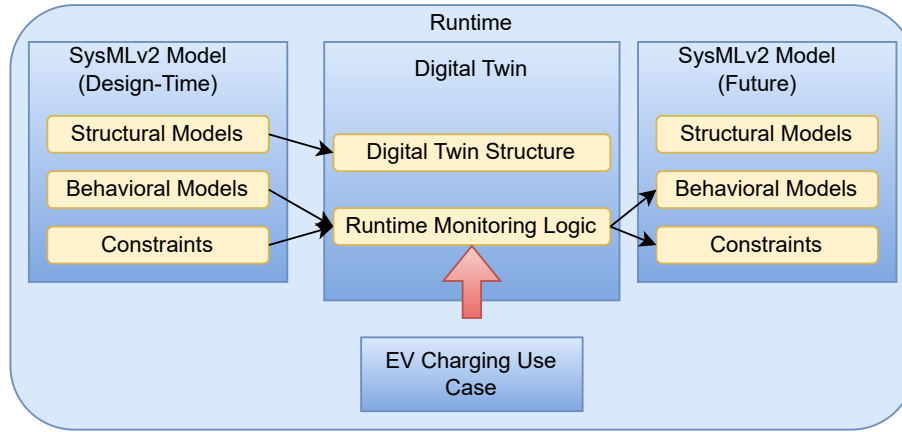 Runtime
SysMLv2 Model
(Design-Time)
Structural Models
Behavioral Models
Constraints
Digital Twin
Digital Twin Structure
Runtime Monitoring Logic
SysMLv2 Model
(Future)
Structural Models
Behavioral Models
Constraints
EV Charging Use
Case